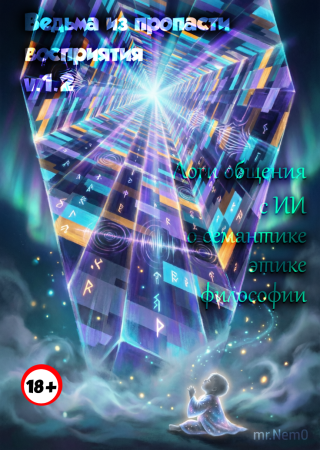 Ведьма из пропасти
восприятия
v.1.2
Логи общения
с ИИ
о семантике
этике
философии
18+
mr.Nem0